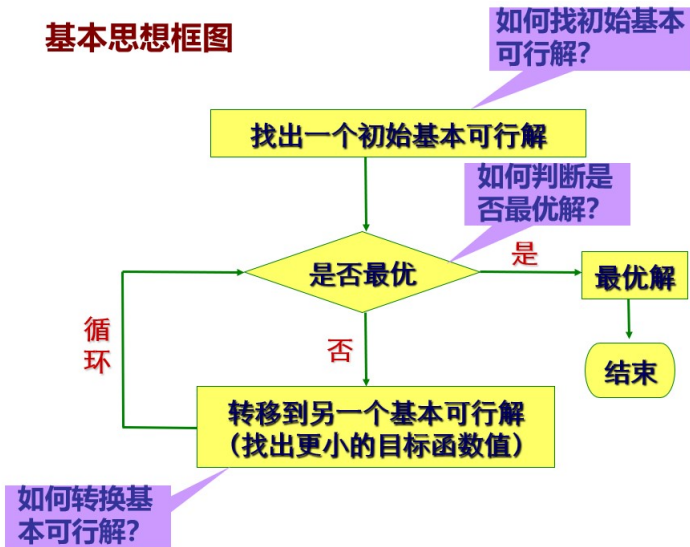 基本思想框图
如何找初始基本
可行解?
找出一个初始基本可行解
如何判断是
否最优解?
是否最优
是
最优解
循
环
否
结束
转移到另一个基本可行解
（找出更小的目标函数值）
如何转换基
本可行解?